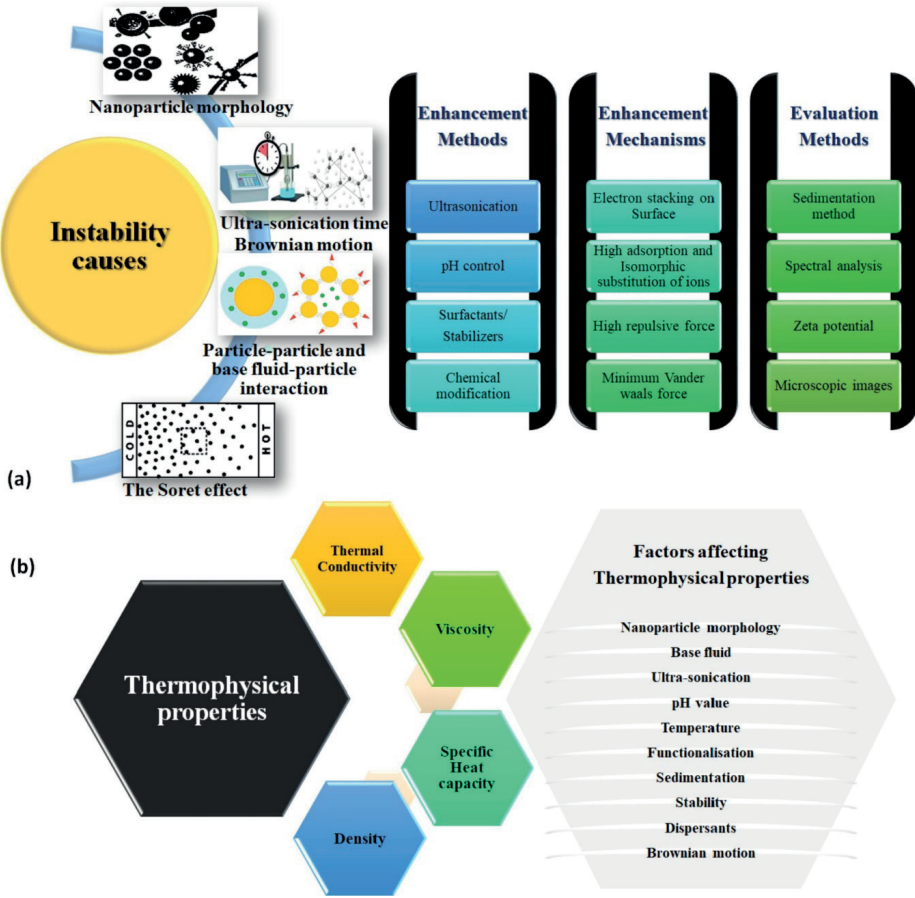 Nanoparticle morphology
Instability
causes
Ultra-sonication time
Brownian motion
Particle-particle and
base fluid-particle
interaction
COLD
HOT
The Soret effect
(a)
Enhancement
Methods
Ultrasonication
pH control
Surfactants/
Stabilizers
Chemical
modification
Enhancement
Mechanisms
Electron stacking on
Surface
High adsorption and
Isomorphic
substitution of ions
High repulsive force
Minimum Vander
waals force
Evaluation
Methods
Sedimentation
method
Spectral analysis
Zeta potential
Microscopic images
(b)
Thermophysical
properties
Thermal
Conductivity
Viscosity
Specific
Heat
capacity
Density
Factors affecting
Thermophysical properties
Nanoparticle morphology
Base fluid
Ultra-sonication
pH value
Temperature
Functionalisation
Sedimentation
Stability
Dispersants
Brownian motion